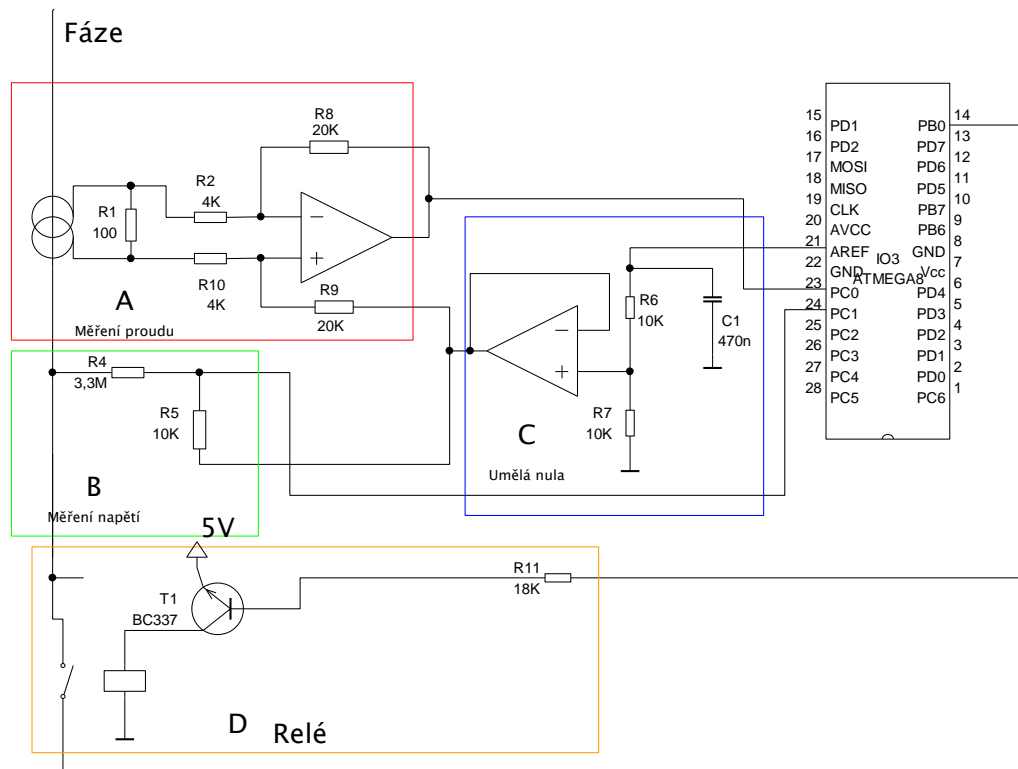 Fáze
R8
20K
R2
4K
R1
100
R10
4K
R9
20K
A
Měření proudu
R4
3,3M
R5
10K
B
Měření napětí
R6
10K
C1
470n
R7
10K
C
Umělá nula
5V
T1
BC337
R11
18K
D
Relé
15
16
17
18
19
20
21
22
23
24
25
26
27
28
PD1
PD2
MOSI
MISO
CLK
AVCC
AREF
GND
PC0
PC1
PC2
PC3
PC4
PC5
IO3
ATMEGA8
PB0
PD7
PD6
PD5
PB7
PB6
GND
Vcc
PD4
PD3
PD2
PD1
PD0
PC6
14
13
12
11
10
9
8
7
6
5
4
3
2
1